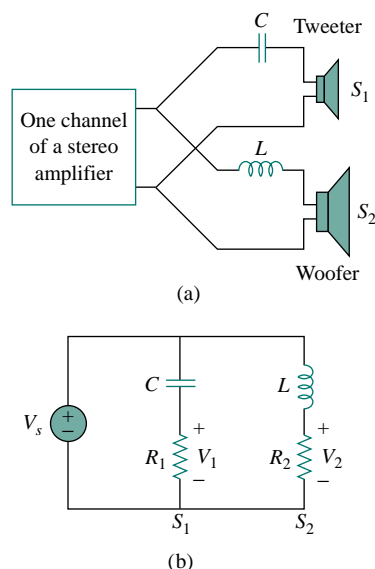 Tweeter
C
S1
One channel
of a stereo
amplifier
L
S2
Woofer
(a)
C
L
Vs
+
−
+
R1
V1
−
+
R2
V2
−
S1
S2
(b)